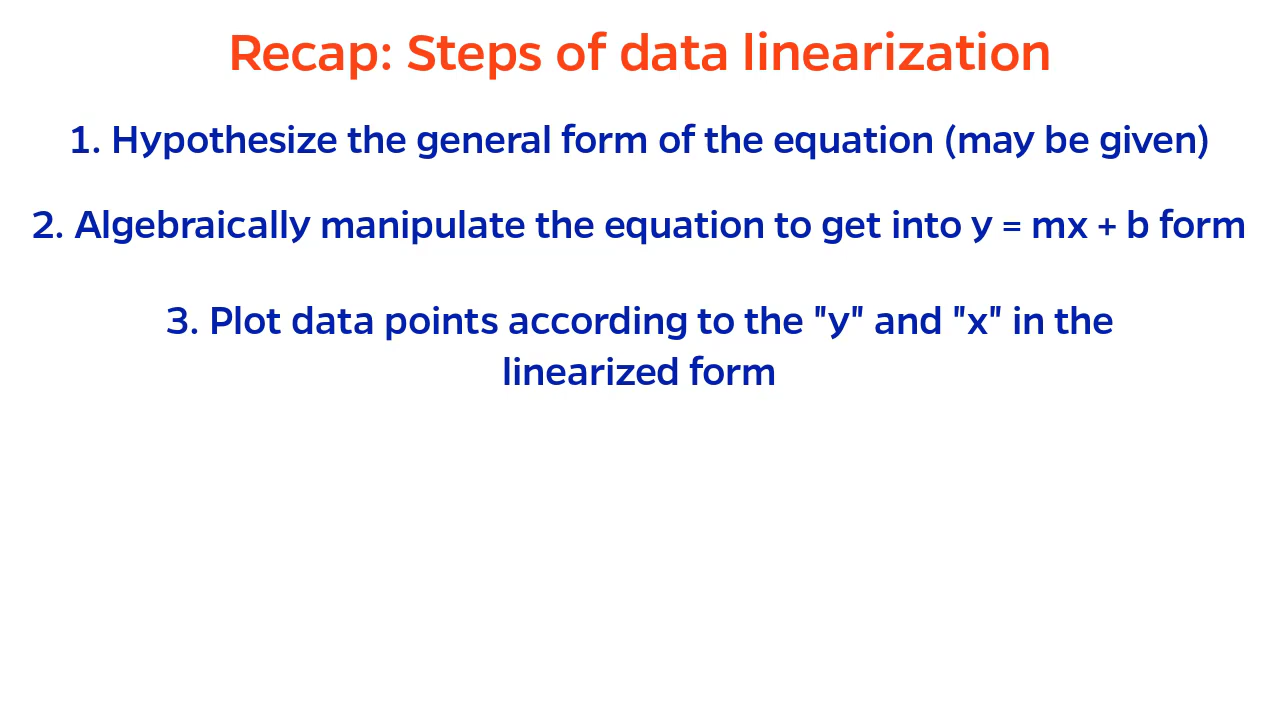 Recap: Steps of data linearization
1. Hypothesize the general form of the equation (may be given)
2. Algebraically manipulate the equation to get into y = mx + b form
3. Plot data points according to the "y" and "x" in the
linearized form